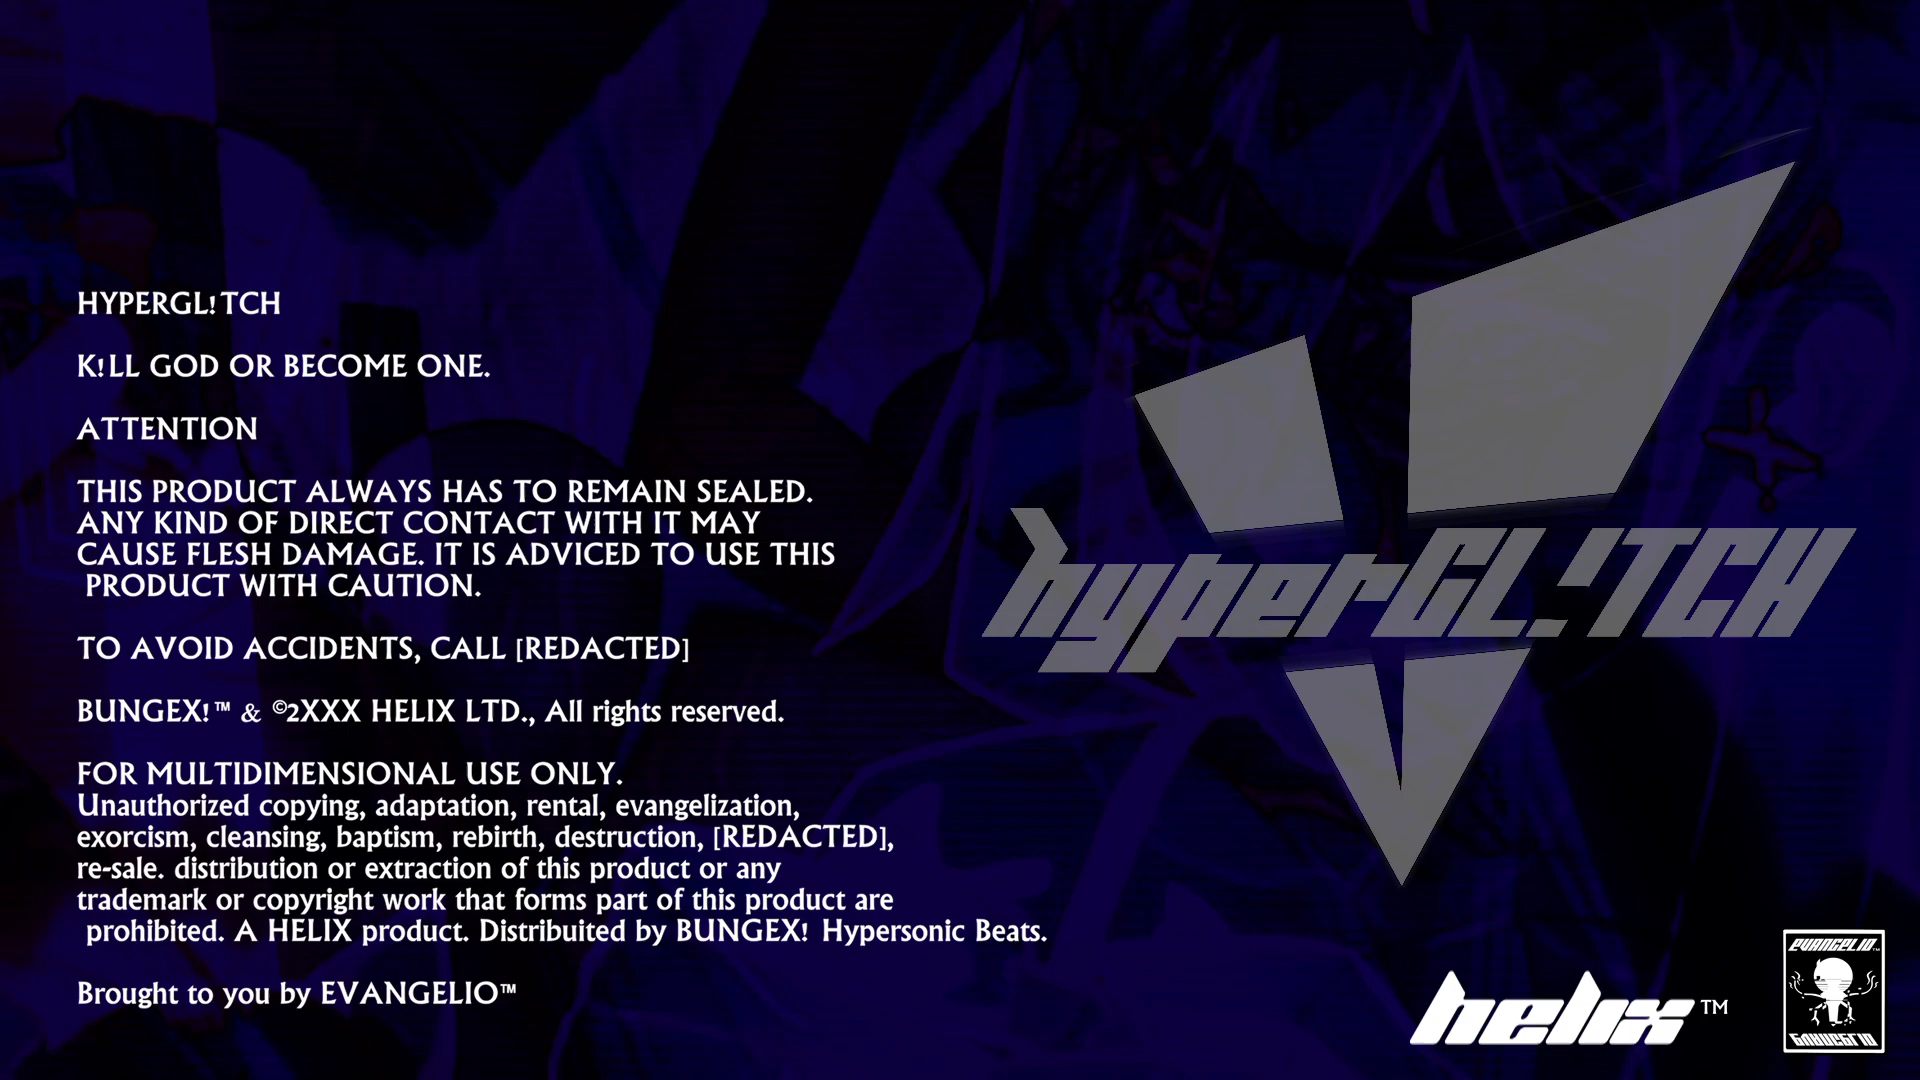 HYPERGL!TCH
K!LL GOD OR BECOME ONE.
ATTENTION
THIS PRODUCT ALWAYS HAS TO REMAIN SEALED.
ANY KIND OF DIRECT CONTACT WITH IT MAY
CAUSE FLESH DAMAGE. IT IS ADVICED TO USE THIS
PRODUCT WITH CAUTION.
TO AVOID ACCIDENTS, CALL [REDACTED]
BUNGEX!™ & ©2XXX HELIX LTD., All rights reserved.
FOR MULTIDIMENSIONAL USE ONLY.
Unauthorized copying, adaptation, rental, evangelization,
exorcism, cleansing, baptism, rebirth, destruction, [REDACTED],
re-sale. distribution or extraction of this product or any
trademark or copyright work that forms part of this product are
prohibited. A HELIX product. Distribuited by BUNGEX! Hypersonic Beats.
Brought to you by EVANGELIO™
hyperGL!TCH
helix™
EVANGELIO™